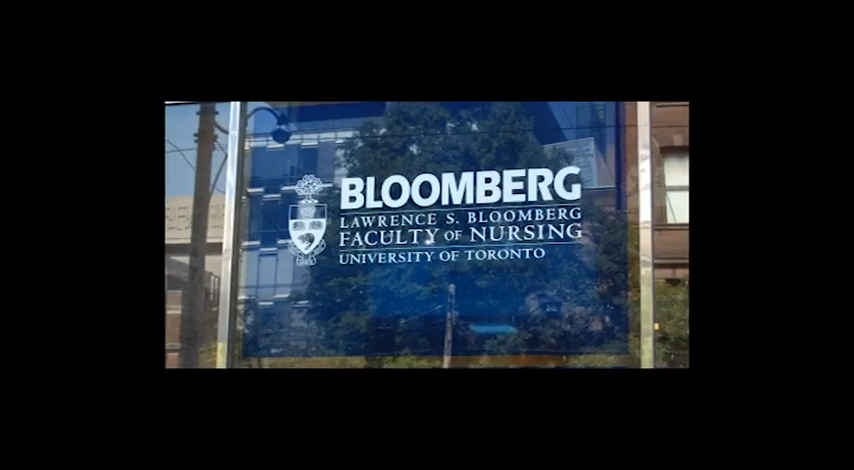 BLOOMBERG
LAWRENCE S. BLOOMBERG
FACULTY OF NURSING
UNIVERSITY OF TORONTO